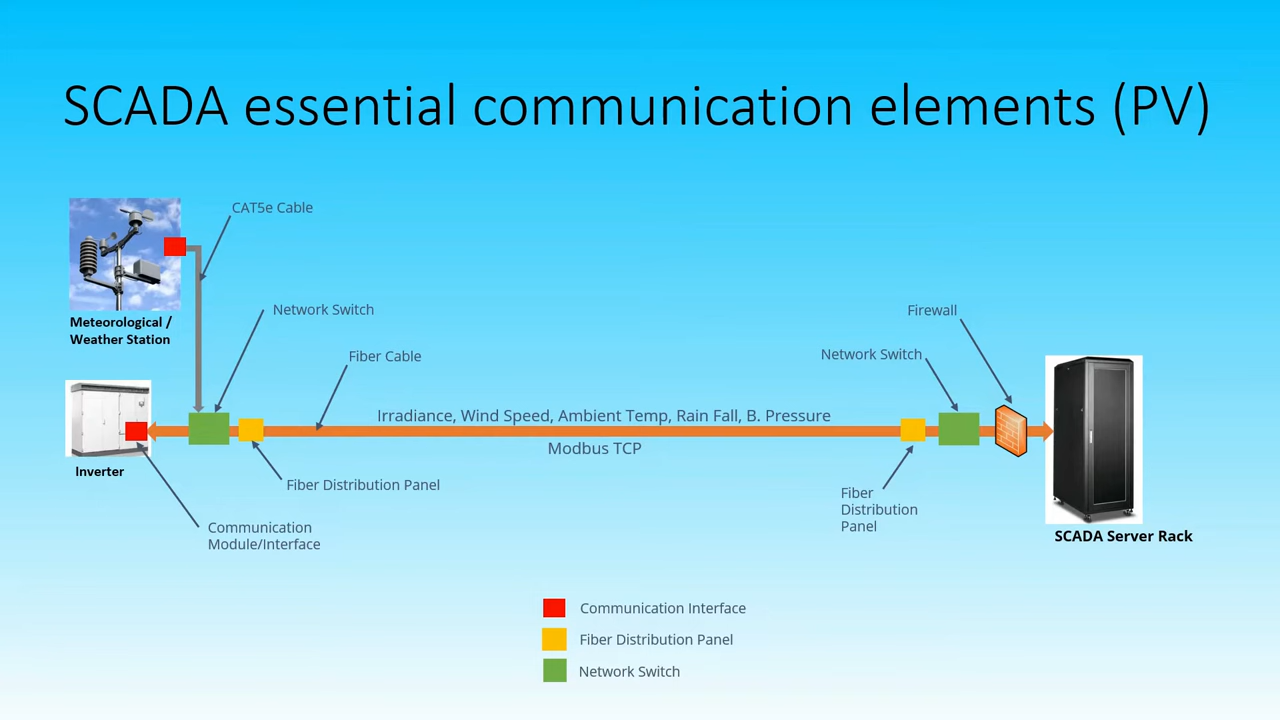 SCADA essential communication elements (PV)
CAT5e Cable
Meteorological /
Weather Station
Network Switch
Fiber Cable
Firewall
Network Switch
Irradiance, Wind Speed, Ambient Temp, Rain Fall, B. Pressure
Modbus TCP
Inverter
Fiber Distribution Panel
Fiber
Distribution
Panel
Communication
Module/Interface
SCADA Server Rack
Communication Interface
Fiber Distribution Panel
Network Switch